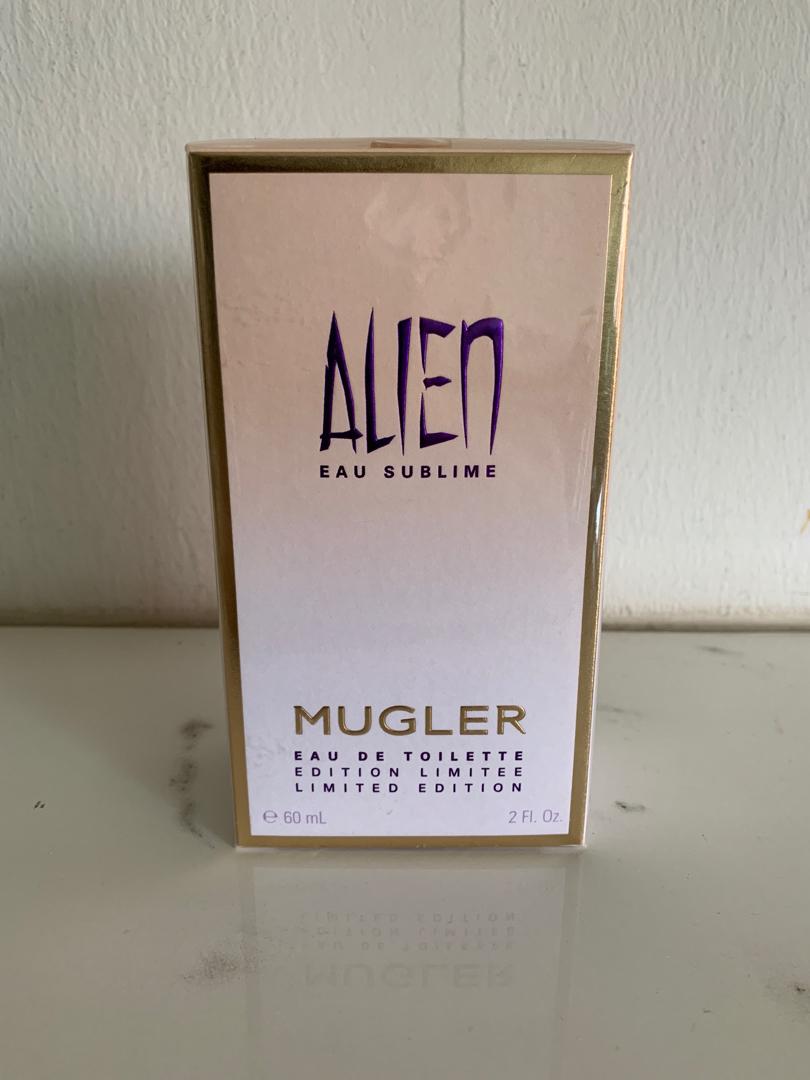 ALIEN
EAU SUBLIME
MUGLER
EAU DE TOILETTE
EDITION LIMITEE
LIMITED EDITION
℮ 60 mL 2 Fl. Oz.